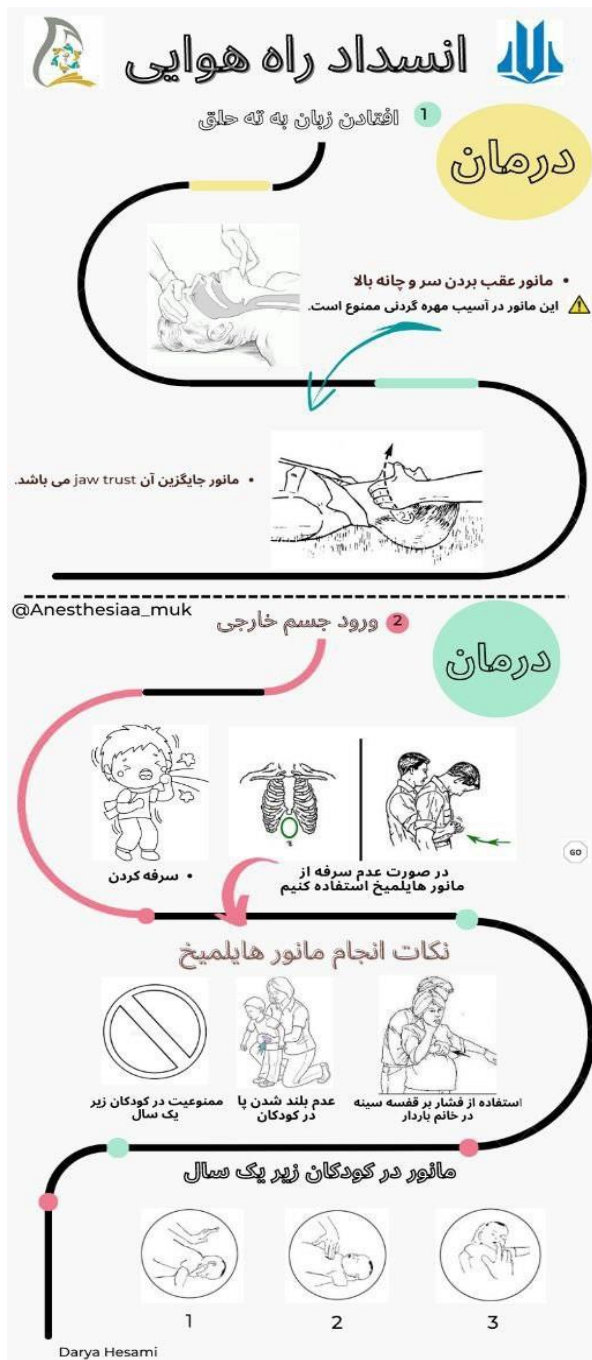 انسداد راه هوایی
1
افتادن زبان به ته حلق
درمان
• مانور عقب بردن سر و چانه بالا
این مانور در آسیب مهره گردنی ممنوع است.
• مانور جایگزین آن jaw trust می باشد.
@Anesthesiaa_muk
2
ورود جسم خارجی
درمان
در صورت عدم سرفه از
مانور هایلمیخ استفاده کنیم
• سرفه کردن
GO
نکات انجام مانور هایلمیخ
استفاده از فشار بر قفسه سینه
در خانم باردار
عدم بلند شدن پا
در کودکان
ممنوعیت در کودکان زیر
یک سال
مانور در کودکان زیر یک سال
1
2
3
Darya Hesami